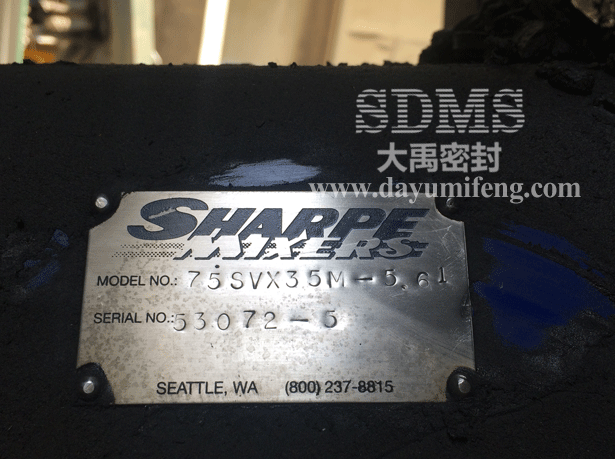 SDMS
大禹密封
www.dayumifeng.com
SHARPE
MIXERS
MODEL NO.: 75SVX35M-5.61
SERIAL NO.: 53072-5
SEATTLE, WA (800) 237-8815